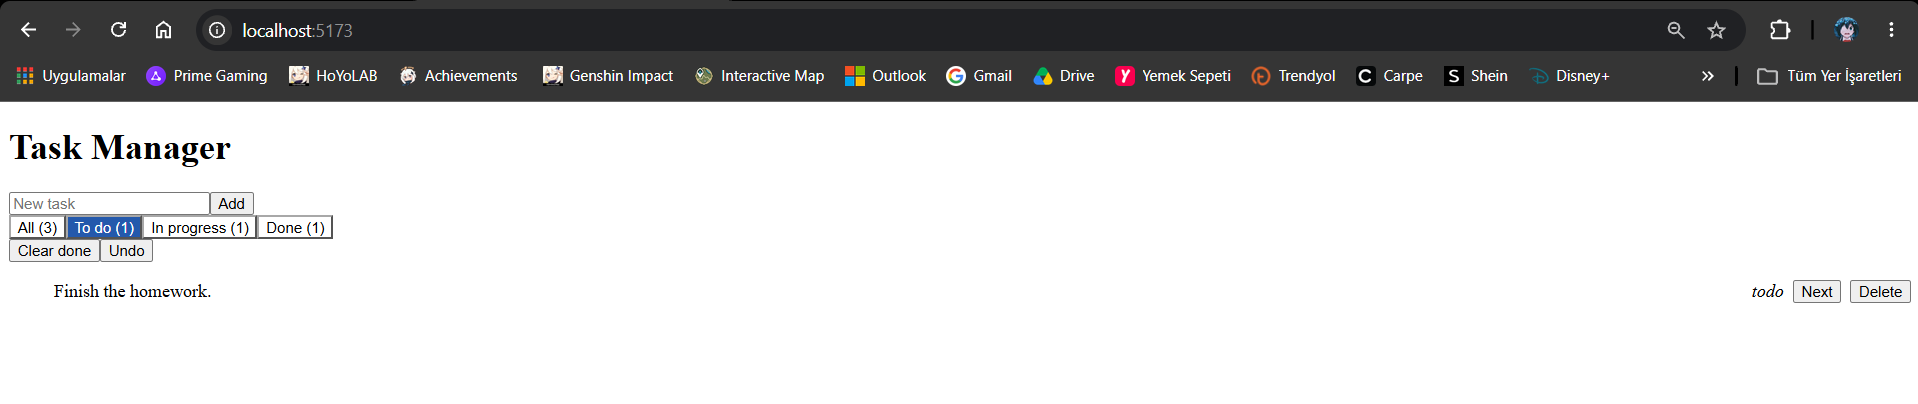 localhost:5173
Uygulamalar Prime Gaming HoYoLAB Achievements Genshin Impact Interactive Map Outlook Gmail Drive Yemek Sepeti Trendyol Carpe Shein Disney+ » Tüm Yer İşaretleri
Task Manager
New task Add
All (3) To do (1) In progress (1) Done (1)
Clear done Undo
Finish the homework. todo Next Delete